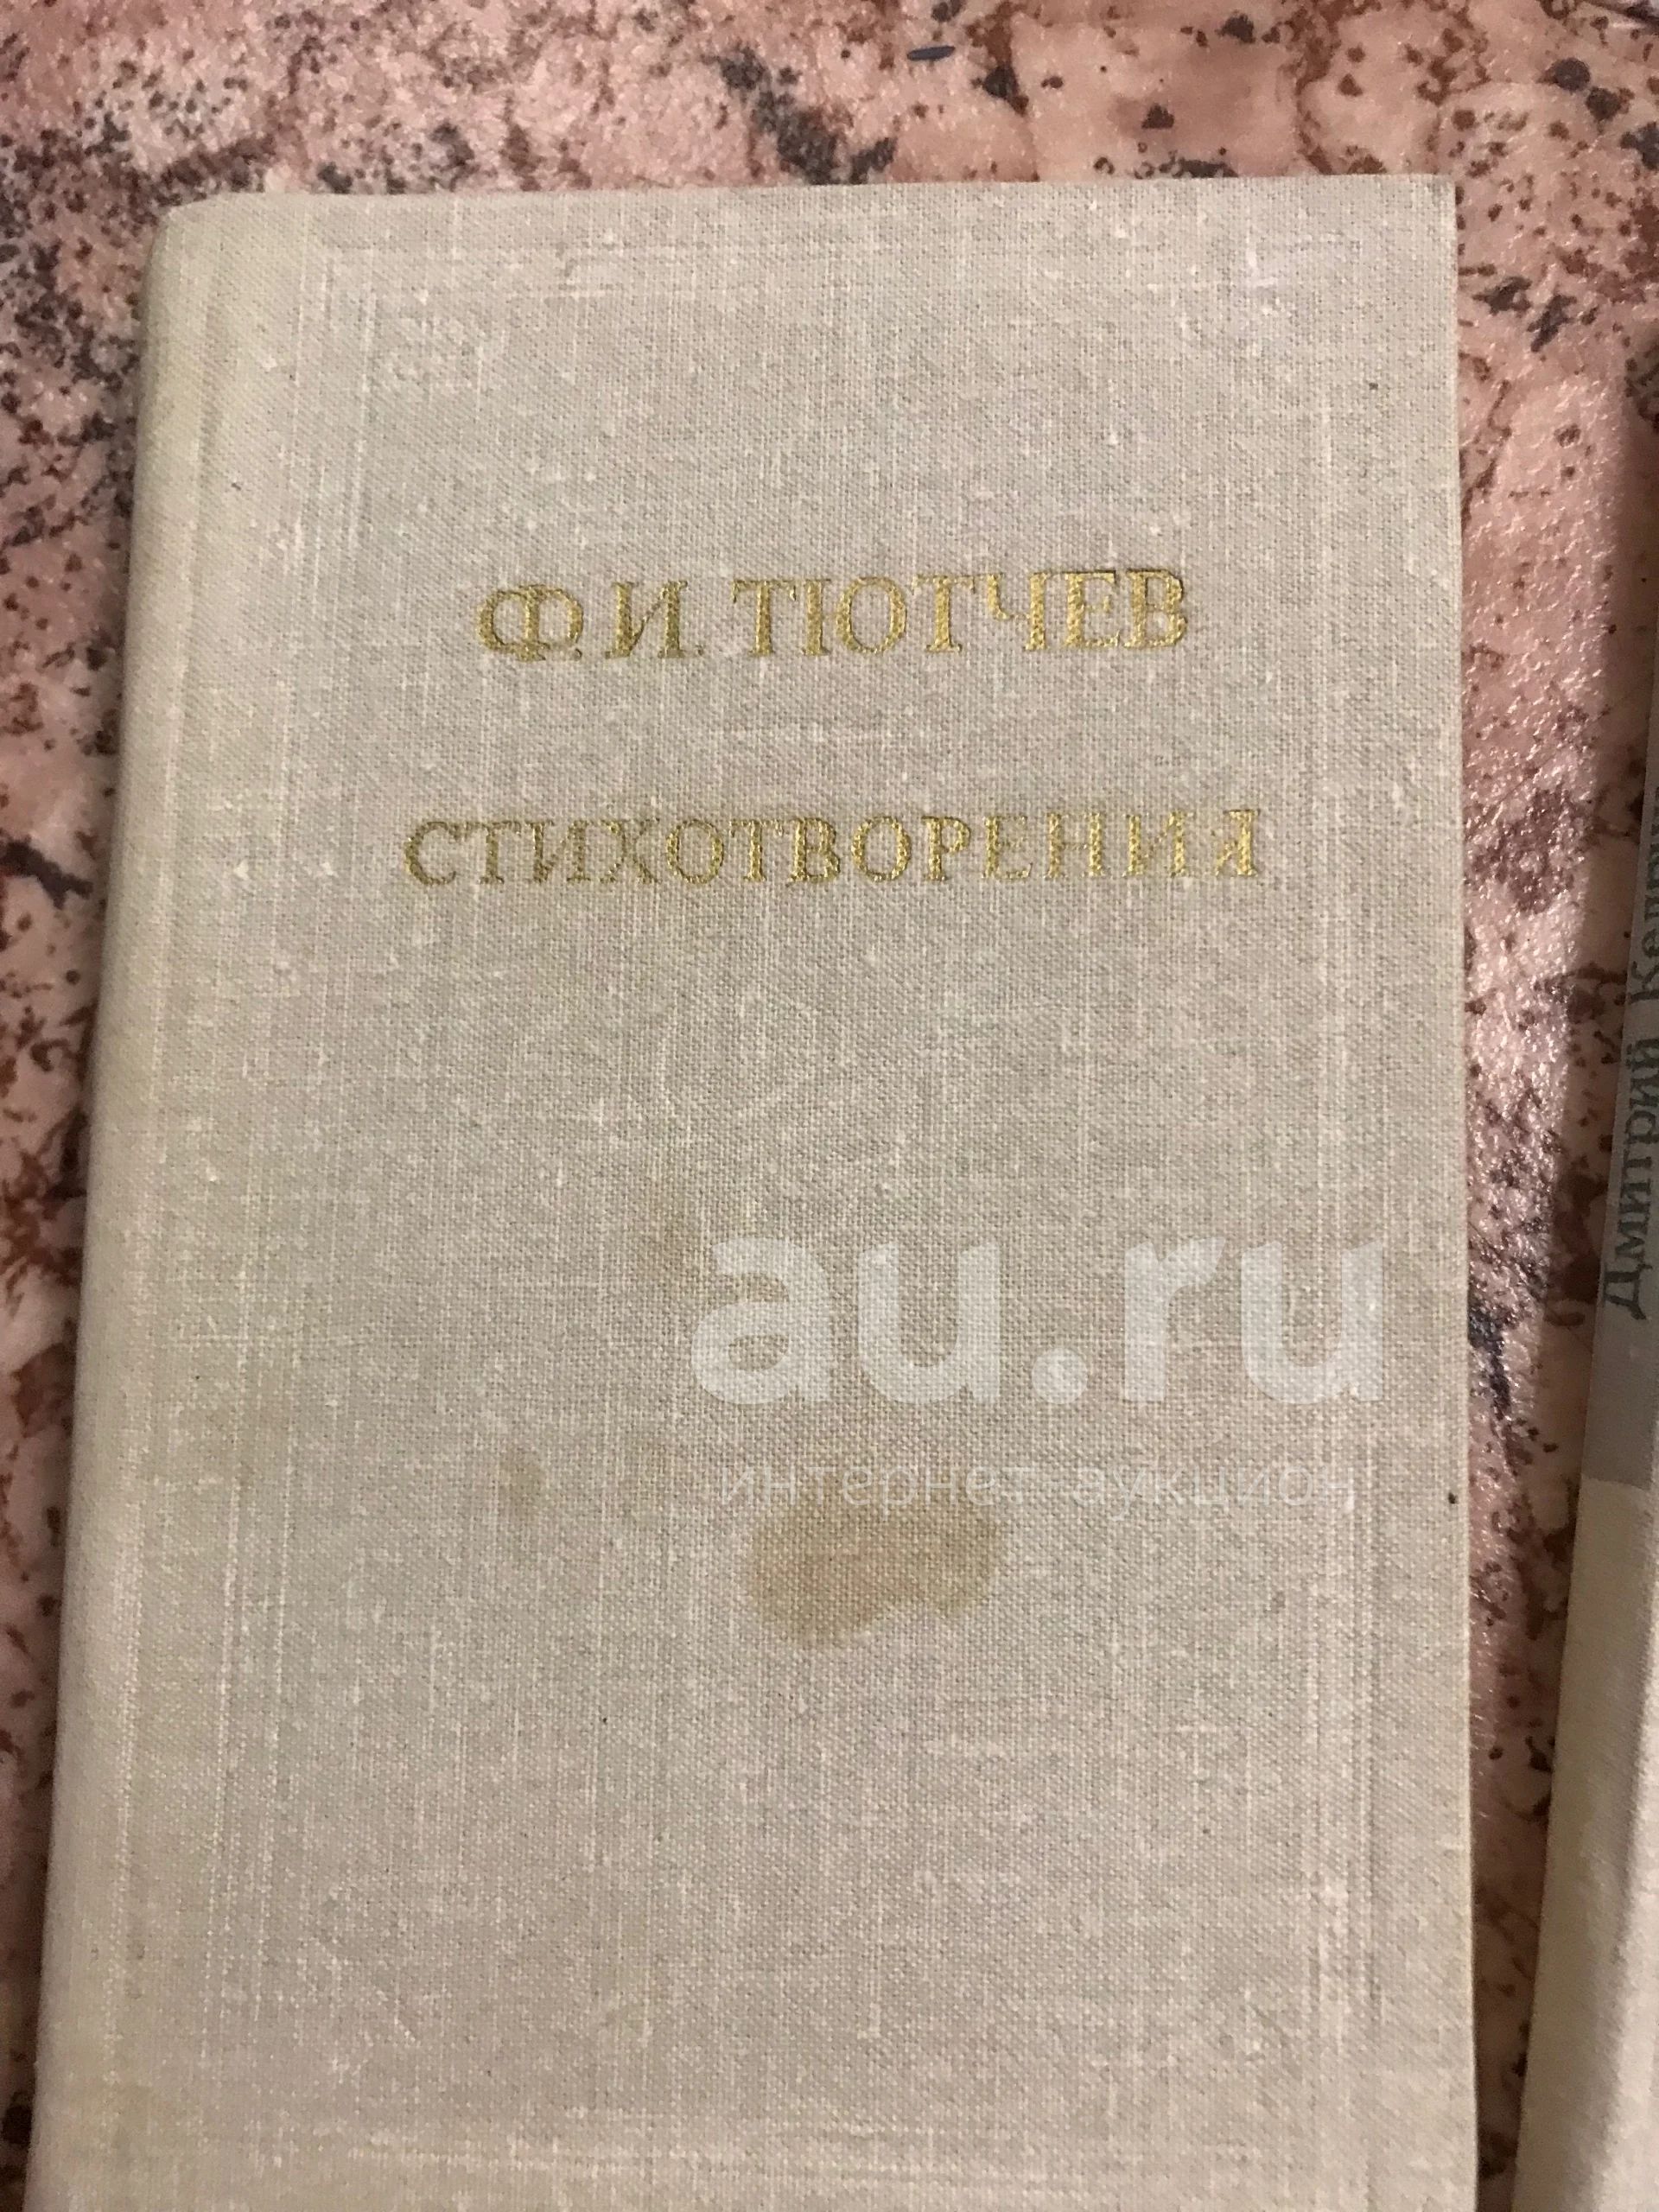 Ф. И. ТЮТЧЕВ
СТИХОТВОРЕНИЯ
au.ru
интернет-аукцион
Дмитрий